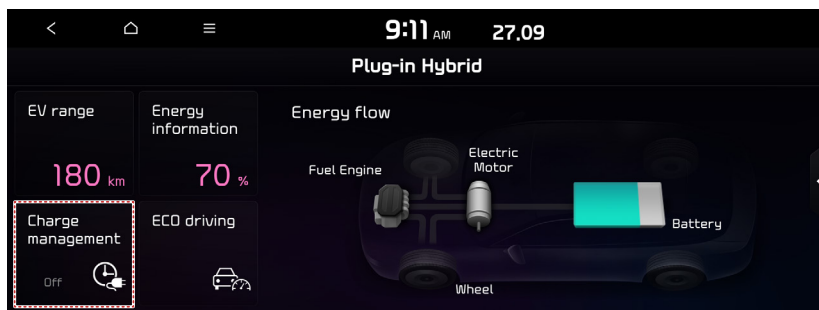 9:11 AM 27.09
Plug-in Hybrid
EV range
180 km
Energy
information
70 %
Charge
management
Off
ECO driving
Energy flow
Fuel Engine
Electric
Motor
Battery
Wheel